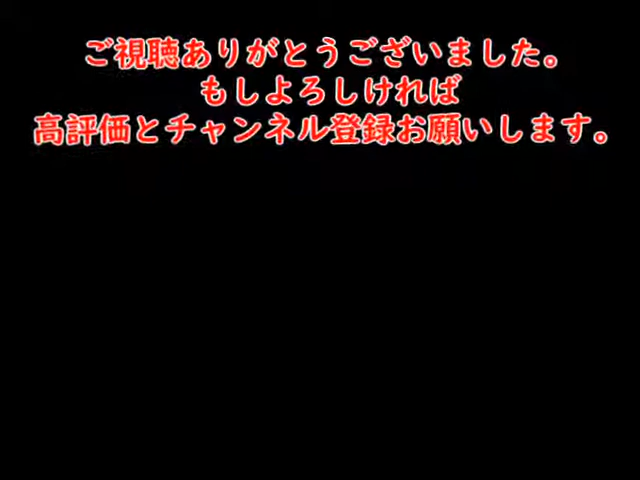 ご視聴ありがとうございました。
もしよろしければ
高評価とチャンネル登録お願いします。